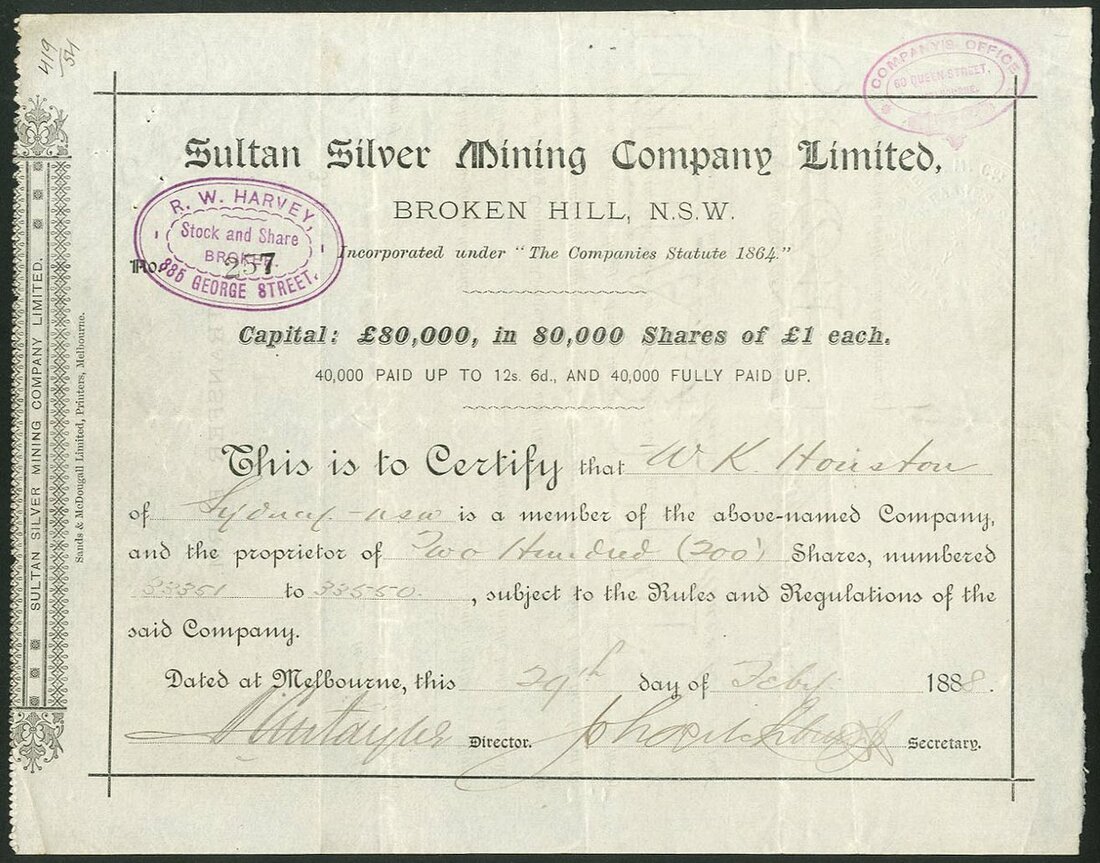 419/54
COMPANY'S OFFICE
60 QUEEN STREET,
Sultan Silver Mining Company Limited,
BROKEN HILL, N.S.W.
R. W. HARVEY,
Stock and Share
BROKER.
385 GEORGE STREET.
Incorporated under "The Companies Statute 1864."
No. 257
Capital: £80,000, in 80,000 Shares of £1 each.
40,000 PAID UP TO 12s. 6d., AND 40,000 FULLY PAID UP.
This is to Certify that W. K. Houston
of Sydney - nsw is a member of the above-named Company,
and the proprietor of Two Hundred (200) Shares, numbered
33351 to 33550, subject to the Rules and Regulations of the
said Company.
Dated at Melbourne, this 29th day of Feby. 1888.
Director.
Secretary.
SULTAN SILVER MINING COMPANY LIMITED.
Sands & McDougall Limited, Printers, Melbourne.